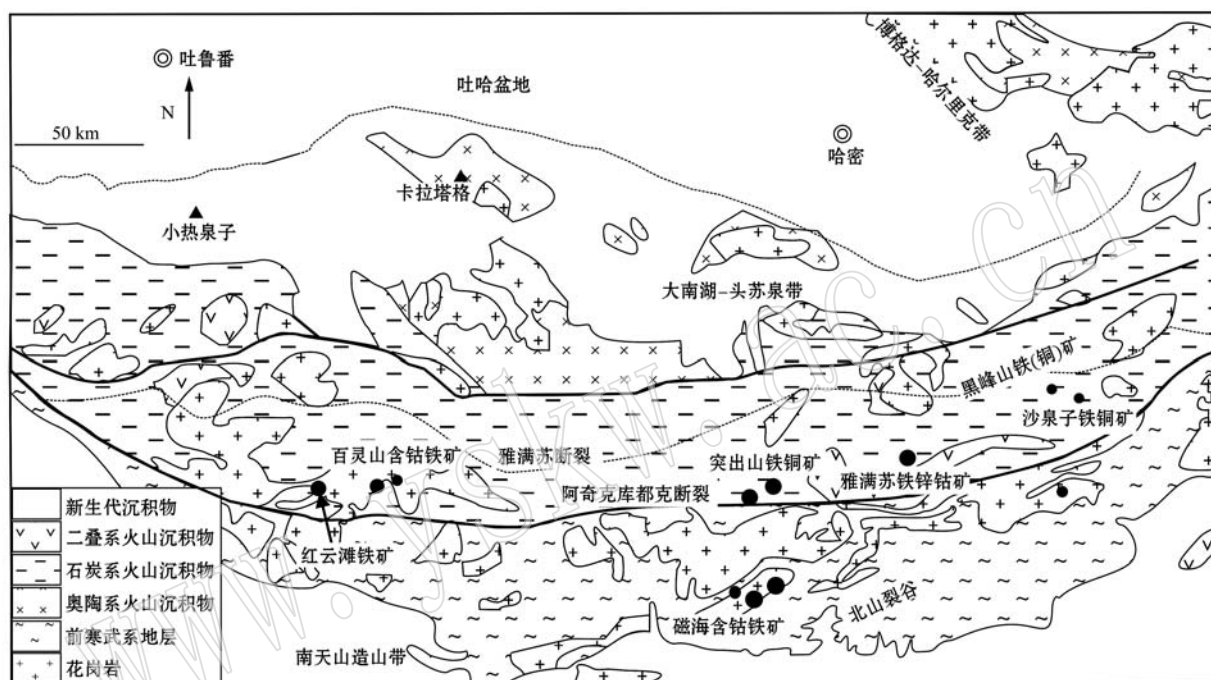 吐鲁番
N
50 km
吐哈盆地
博格达-哈尔里克带
哈密
卡拉塔格
小热泉子
大南湖-头苏泉带
黑峰山铁(铜)矿
沙泉子铁铜矿
百灵山含钴铁矿
雅满苏断裂
突出山铁铜矿
雅满苏铁锌钴矿
阿奇克库都克断裂
红云滩铁矿
磁海含钴铁矿
北山裂谷
南天山造山带
新生代沉积物
二叠系火山沉积物
石炭系火山沉积物
奥陶系火山沉积物
前寒武系地层
花岗岩
www.yskw.ac.cn